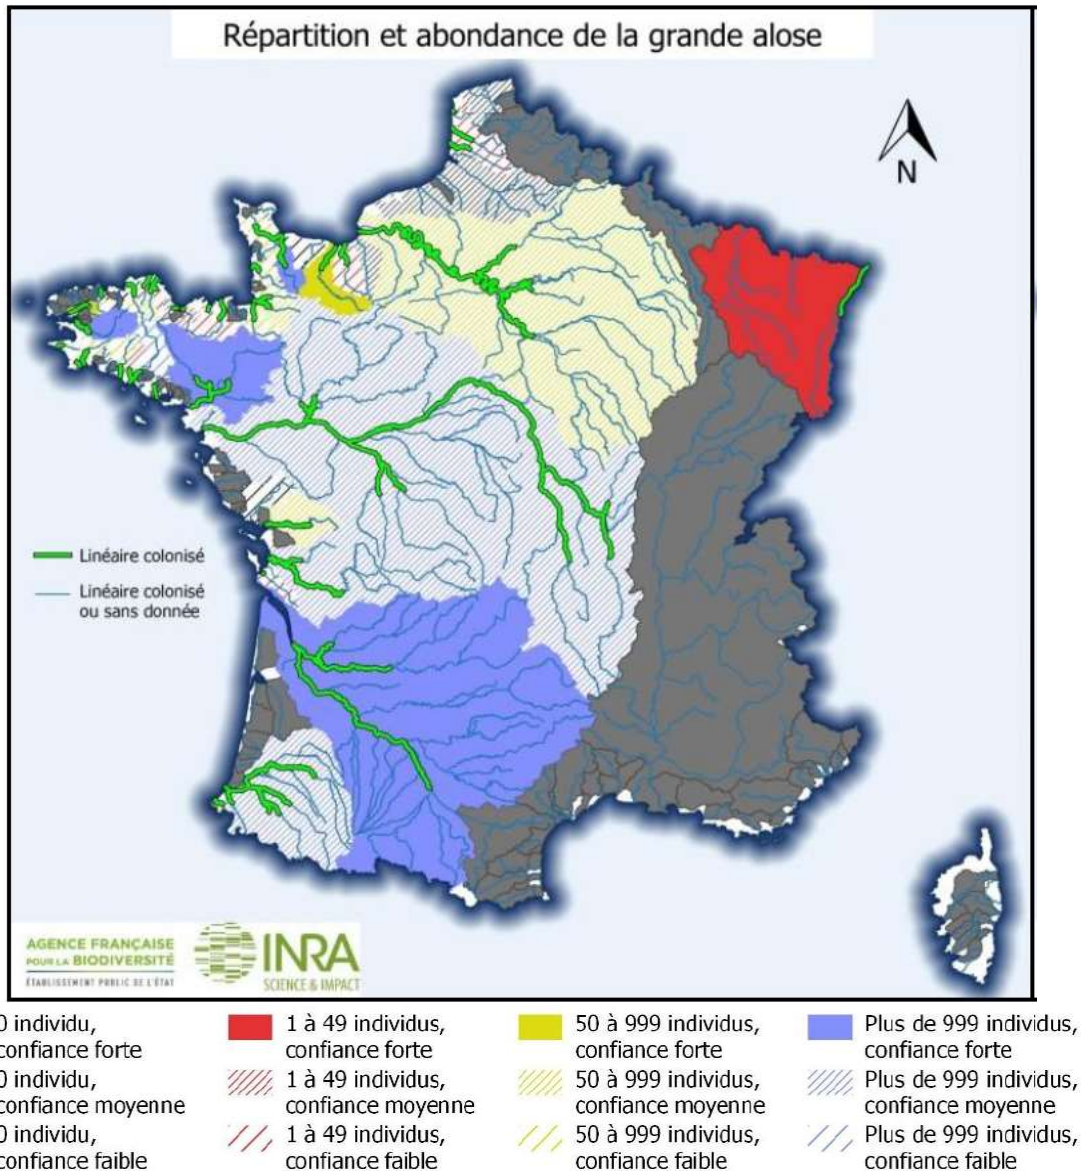 Répartition et abondance de la grande alose
N
Linéaire colonisé
Linéaire colonisé
ou sans donnée
AGENCE FRANÇAISE
POUR LA BIODIVERSITÉ
ÉTABLISSEMENT PUBLIC DE L'ÉTAT
INRA
SCIENCE & IMPACT
0 individu,
confiance forte
1 à 49 individus,
confiance forte
50 à 999 individus,
confiance forte
Plus de 999 individus,
confiance forte
0 individu,
confiance moyenne
1 à 49 individus,
confiance moyenne
50 à 999 individus,
confiance moyenne
Plus de 999 individus,
confiance moyenne
0 individu,
confiance faible
1 à 49 individus,
confiance faible
50 à 999 individus,
confiance faible
Plus de 999 individus,
confiance faible